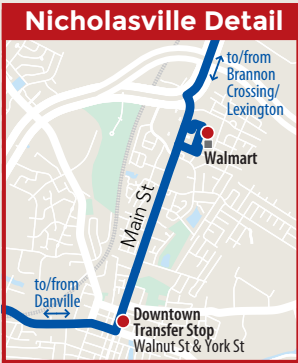 Nicholasville Detail
to/from
Brannon
Crossing/
Lexington
Walmart
Main St
to/from
Danville
Downtown
Transfer Stop
Walnut St & York St